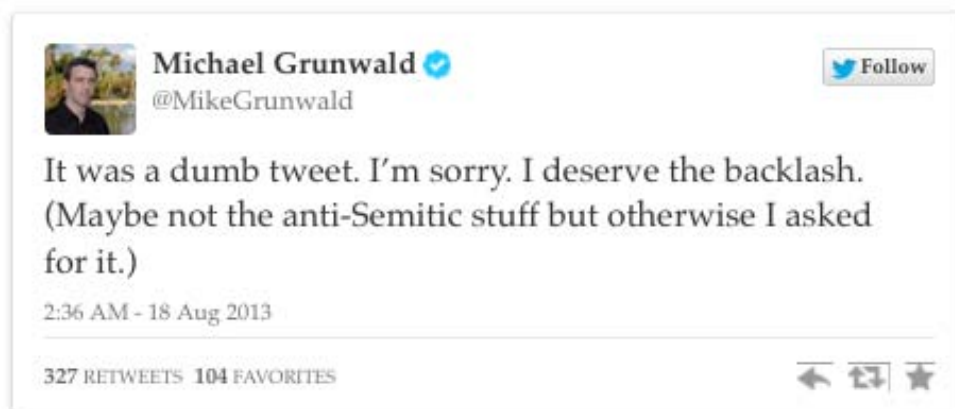 Michael Grunwald
Follow
@MikeGrunwald
It was a dumb tweet. I'm sorry. I deserve the backlash.
(Maybe not the anti-Semitic stuff but otherwise I asked
for it.)
2:36 AM - 18 Aug 2013
327 RETWEETS 104 FAVORITES